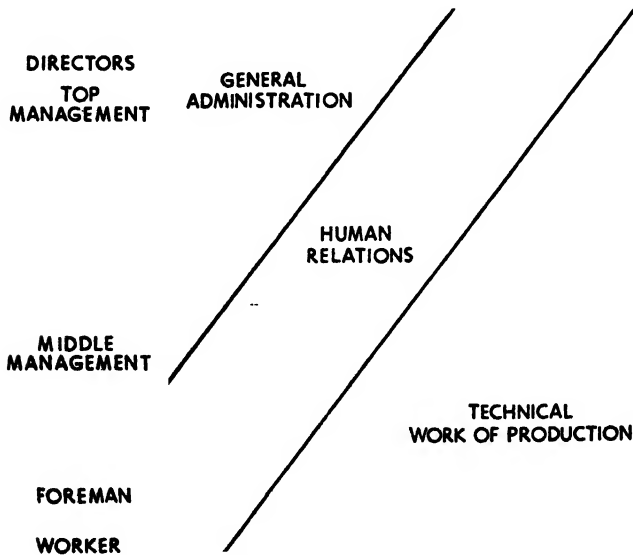 DIRECTORS
TOP
MANAGEMENT
GENERAL
ADMINISTRATION
HUMAN
RELATIONS
MIDDLE
MANAGEMENT
TECHNICAL
WORK OF PRODUCTION
FOREMAN
WORKER